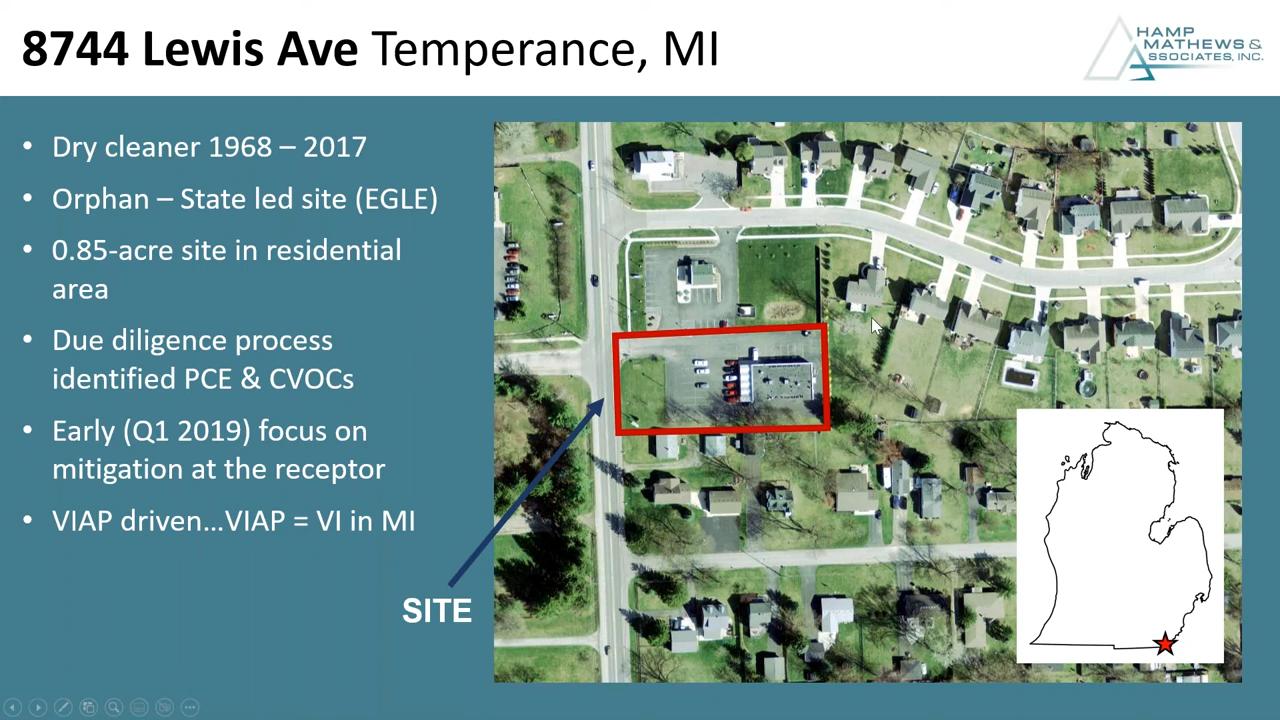 8744 Lewis Ave Temperance, MI
HAMP
MATHEWS &
SSOCIATES, INC.
• Dry cleaner 1968 – 2017
• Orphan – State led site (EGLE)
• 0.85-acre site in residential
area
• Due diligence process
identified PCE & CVOCs
• Early (Q1 2019) focus on
mitigation at the receptor
• VIAP driven…VIAP = VI in MI
SITE